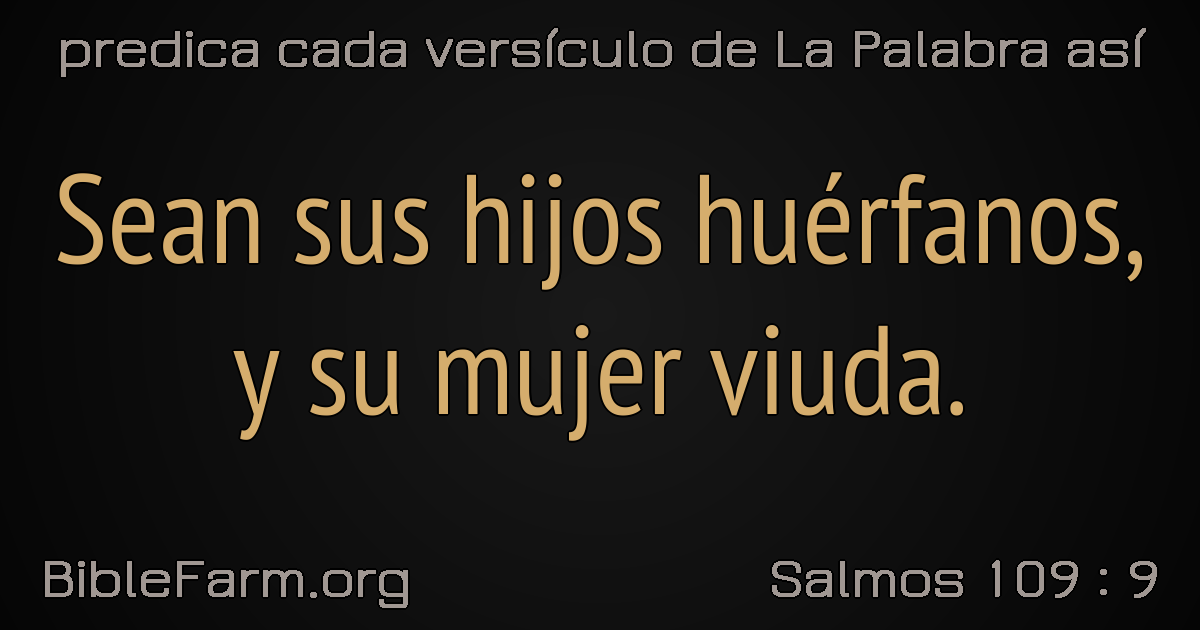 predica cada versículo de La Palabra así
Sean sus hijos huérfanos,
y su mujer viuda.
BibleFarm.org
Salmos 109 : 9